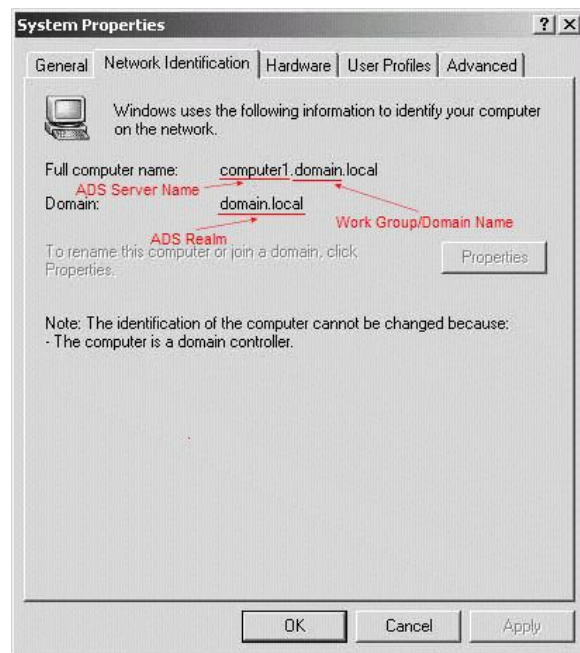 System Properties ? ×
General Network Identification Hardware User Profiles Advanced
Windows uses the following information to identify your computer
on the network.
Full computer name: computer1.domain.local
ADS Server Name
Domain: domain.local
Work Group/Domain Name
ADS Realm
To rename this computer or join a domain, click
Properties.
Properties
Note: The identification of the computer cannot be changed because:
- The computer is a domain controller.
OK Cancel Apply